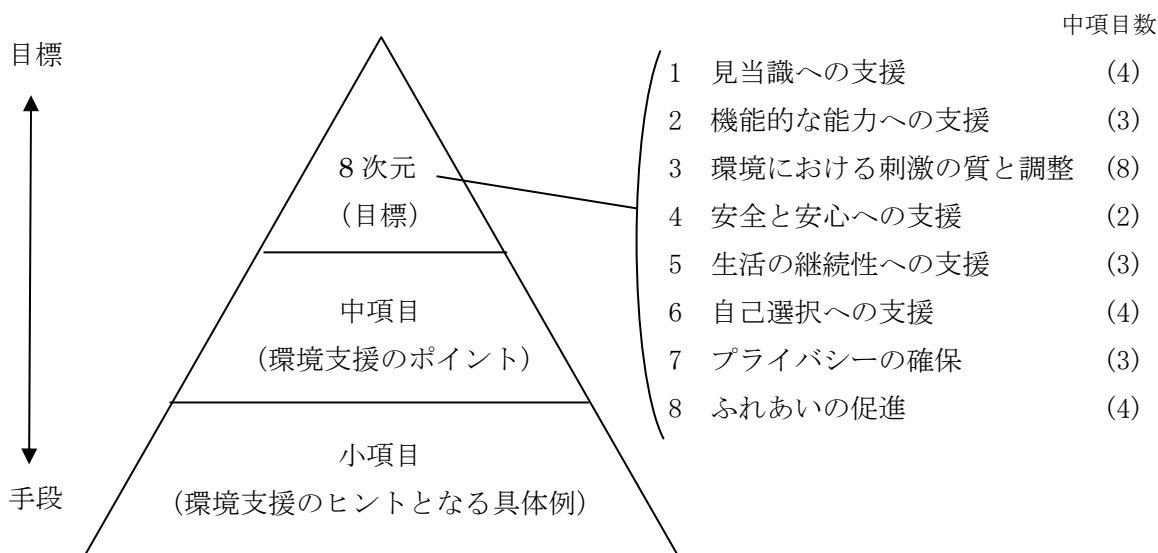 目標
8次元
(目標)
中項目
(環境支援のポイント)
小項目
(環境支援のヒントとなる具体例)
手段
中項目数
1 見当識への支援 (4)
2 機能的な能力への支援 (3)
3 環境における刺激の質と調整 (8)
4 安全と安心への支援 (2)
5 生活の継続性への支援 (3)
6 自己選択への支援 (4)
7 プライバシーの確保 (3)
8 ふれあいの促進 (4)